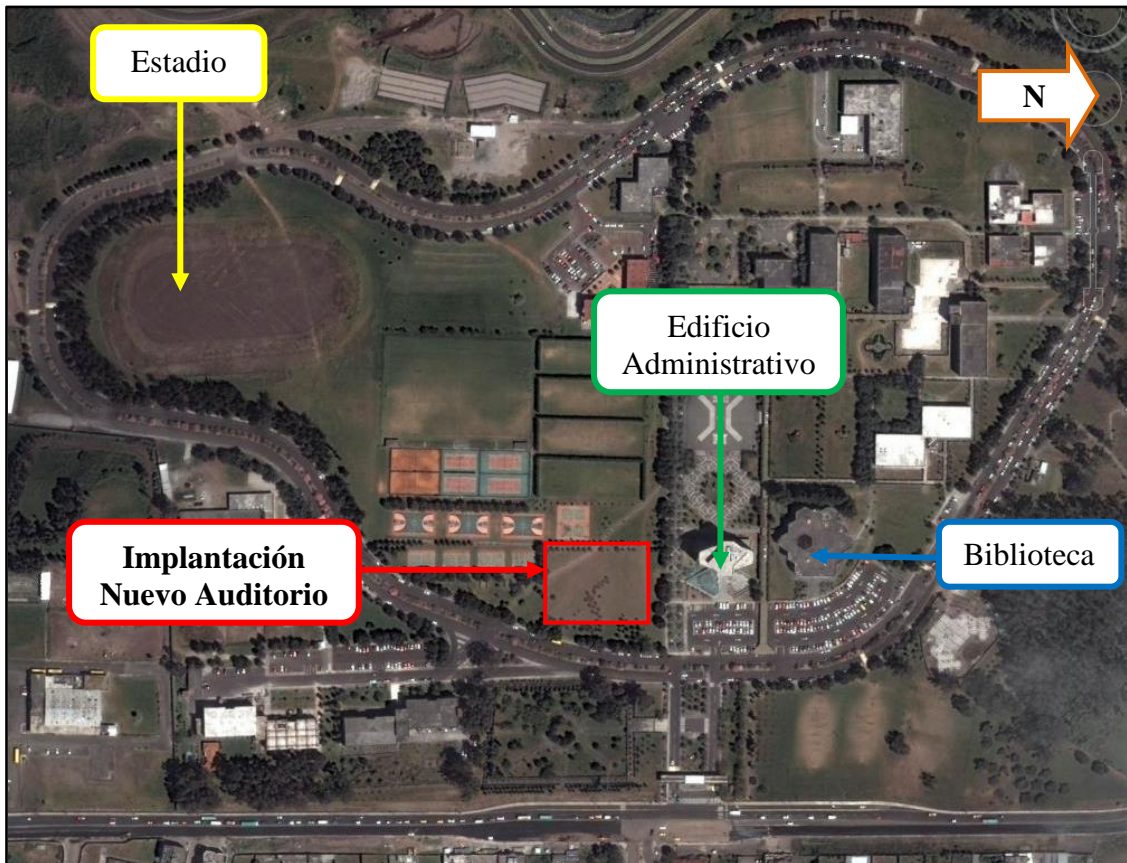 Estadio
N
Edificio
Administrativo
Implantación
Nuevo Auditorio
Biblioteca